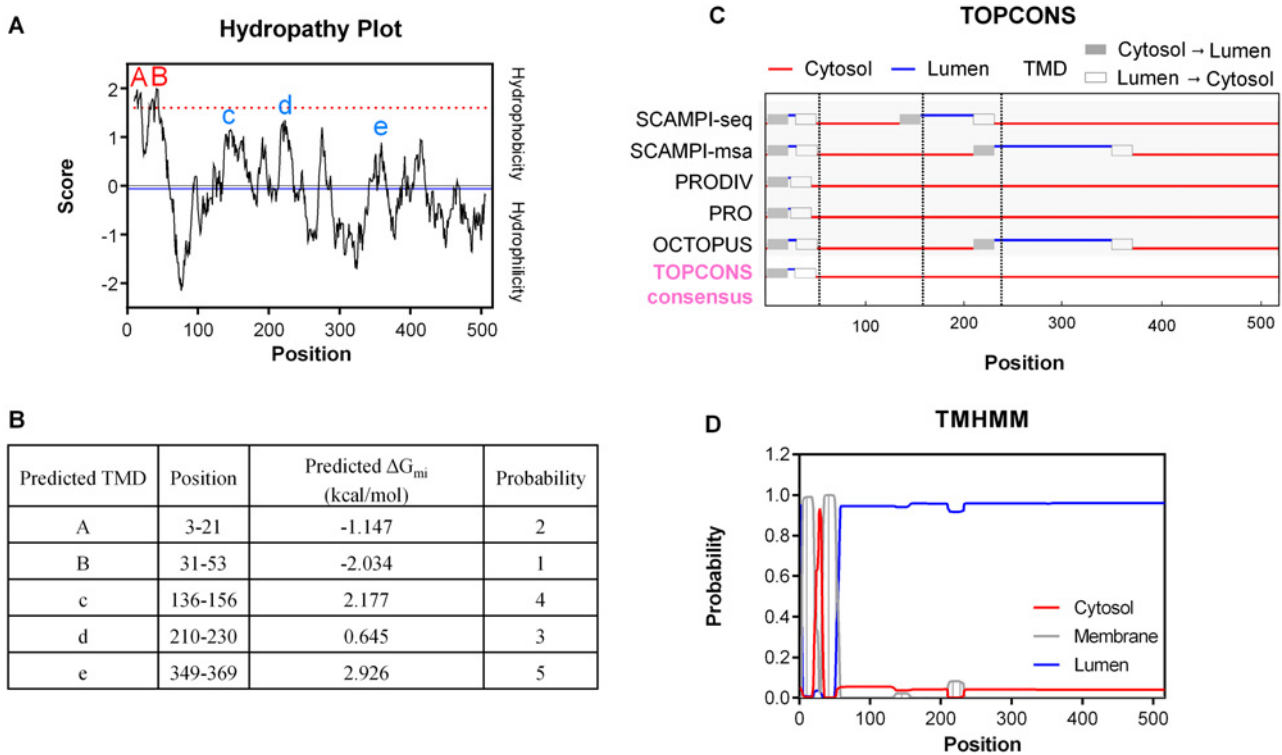 A
Hydropathy Plot
A B
c
d
e
2
1
0
-1
-2
Score
Hydrophobicity
Hydrophilicity
0 100 200 300 400 500
Position
B
Predicted TMD Position Predicted ΔGmi (kcal/mol) Probability
A 3-21 -1.147 2
B 31-53 -2.034 1
c 136-156 2.177 4
d 210-230 0.645 3
e 349-369 2.926 5
C
TOPCONS
Cytosol Lumen TMD
Cytosol → Lumen
Lumen → Cytosol
SCAMPI-seq
SCAMPI-msa
PRODIV
PRO
OCTOPUS
TOPCONS
consensus
100 200 300 400 500
Position
D
TMHMM
1.2
1.0
0.8
0.6
0.4
0.2
0.0
Probability
Cytosol
Membrane
Lumen
0 100 200 300 400 500
Position